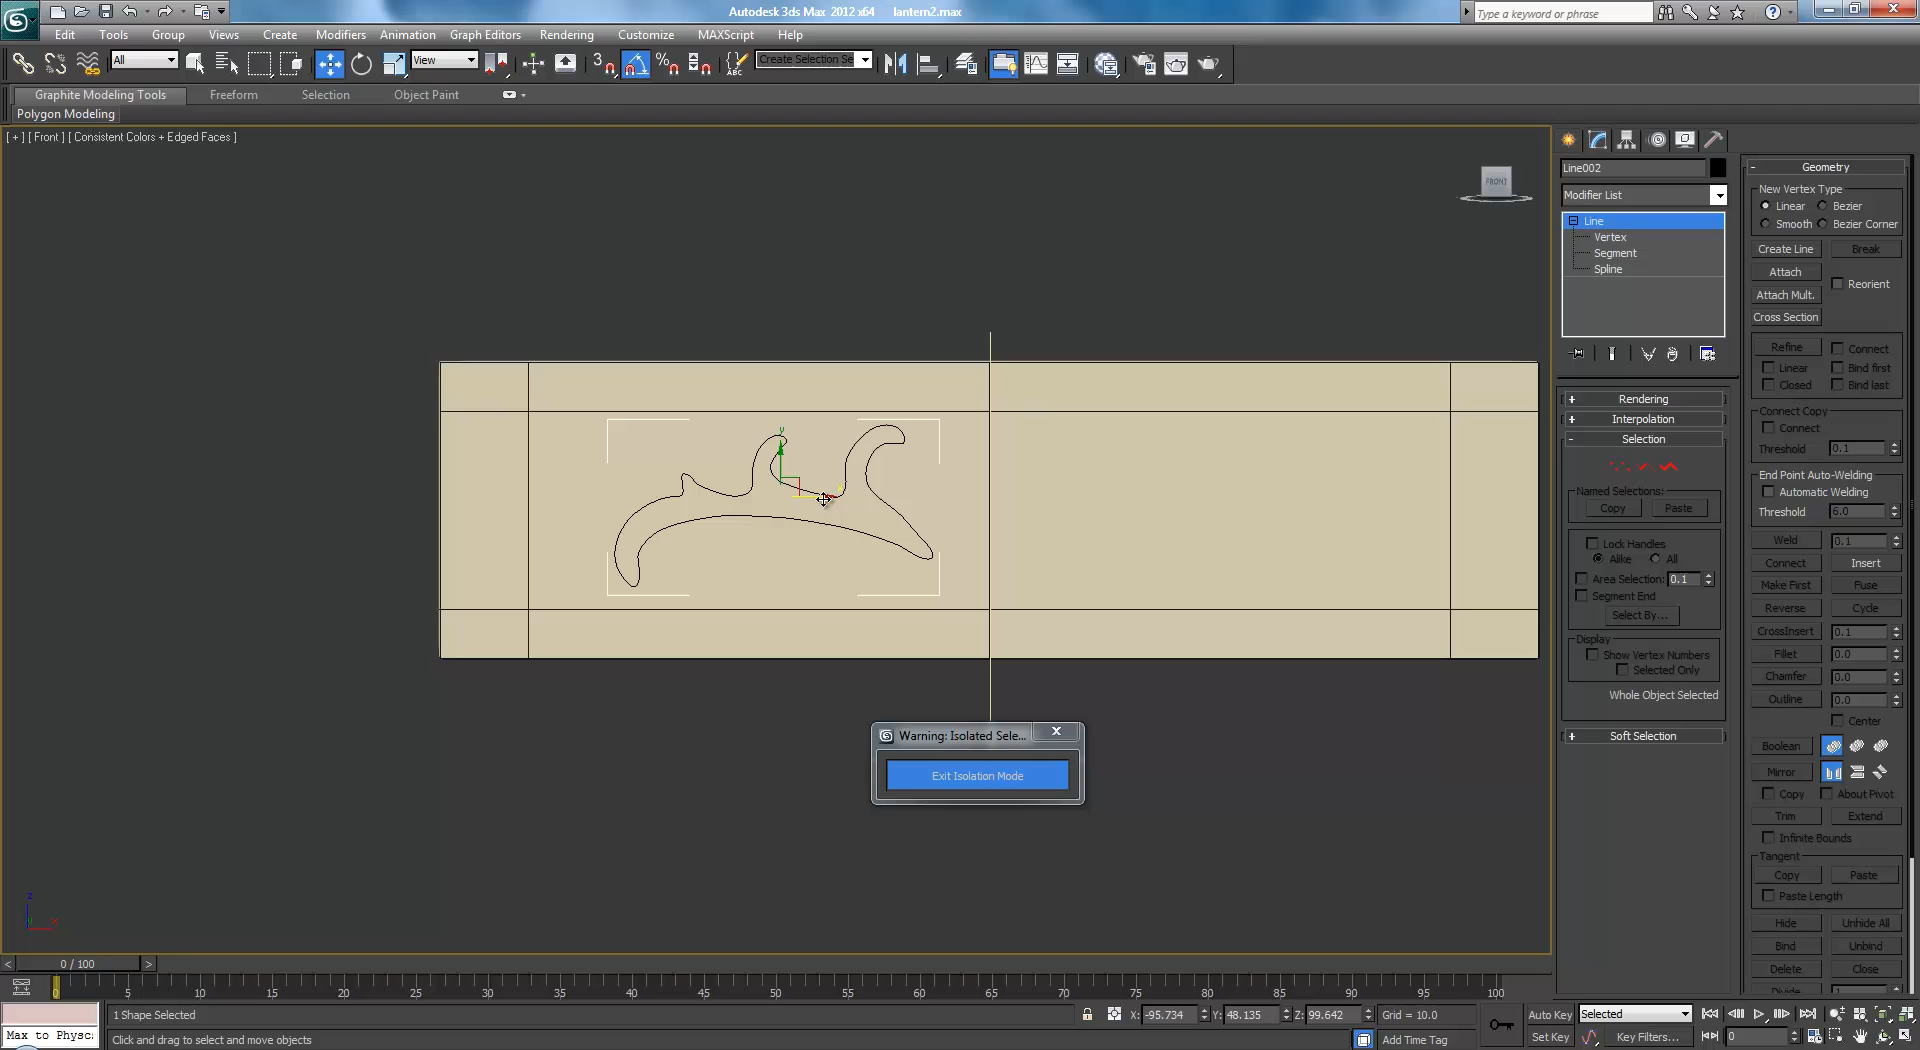 Autodesk 3ds Max 2012 x64 lantern2.max
Type a keyword or phrase
Edit Tools Group Views Create Modifiers Animation Graph Editors Rendering Customize MAXScript Help
All
View
3
ABC
Create Selection Se
Graphite Modeling Tools Freeform Selection Object Paint
Polygon Modeling
[ + ] [ Front ] [ Consistent Colors + Edged Faces ]
FRONT
y
x
Warning: Isolated Sele...
Exit Isolation Mode
z
y
x
Line002
Modifier List
Line
Vertex
Segment
Spline
+ Rendering
+ Interpolation
- Selection
Named Selections:
Copy Paste
Lock Handles
Alike All
Area Selection: 0.1
Segment End
Select By...
Display
Show Vertex Numbers
Selected Only
Whole Object Selected
+ Soft Selection
- Geometry
New Vertex Type
Linear Bezier
Smooth Bezier Corner
Create Line Break
Attach
Reorient
Attach Mult.
Cross Section
Refine Connect
Linear Bind first
Closed Bind last
Connect Copy
Connect
Threshold 0.1
End Point Auto-Welding
Automatic Welding
Threshold 6.0
Weld 0.1
Connect Insert
Make First Fuse
Reverse Cycle
CrossInsert 0.1
Fillet 0.0
Chamfer 0.0
Outline 0.0
Center
Boolean
Mirror
Copy About Pivot
Trim Extend
Infinite Bounds
Tangent
Copy Paste
Paste Length
Hide Unhide All
Bind Unbind
Delete Close
Divide 1
< 0 / 100 >
0 5 10 15 20 25 30 35 40 45 50 55 60 65 70 75 80 85 90 95 100
1 Shape Selected
X: -95.734 Y: 48.135 Z: 99.642 Grid = 10.0
Auto Key Selected
Max to Physc
Click and drag to select and move objects
Add Time Tag
Set Key Key Filters... 0